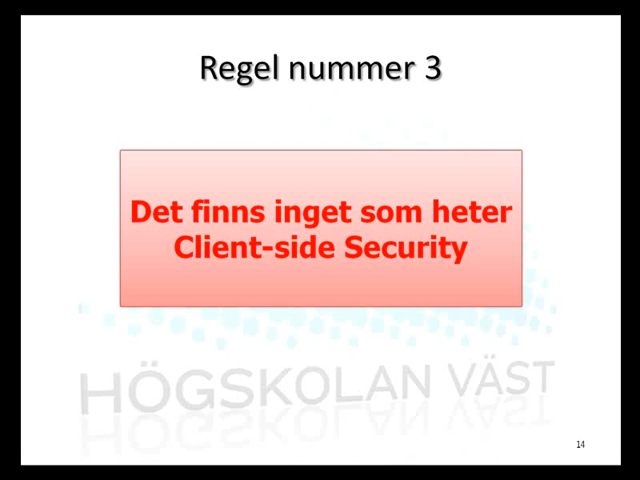 Regel nummer 3
Det finns inget som heter
Client-side Security
HÖGSKOLAN VÄST
14